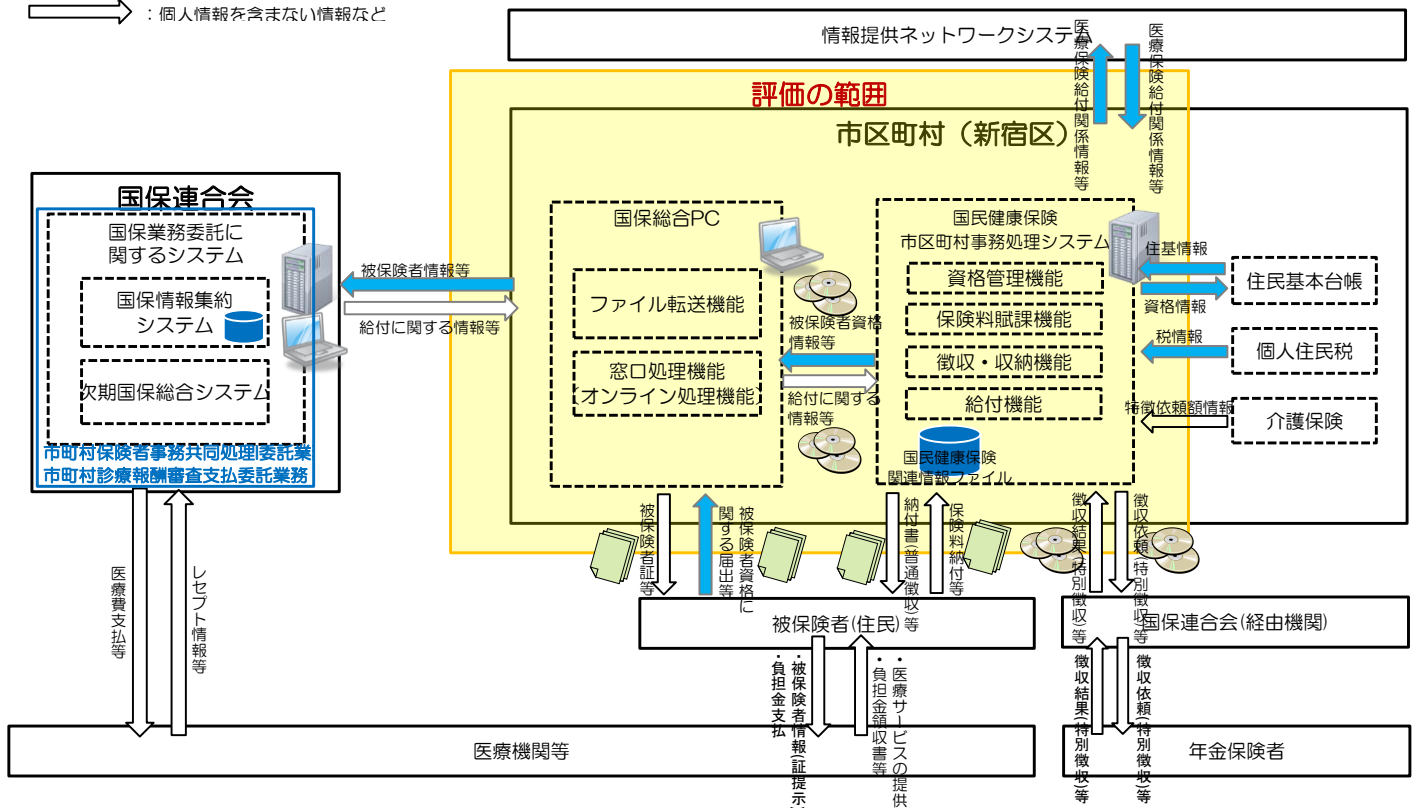 ：個人情報を含まない情報など
情報提供ネットワークシステム
医療保険給付関係情報等
医療保険給付関係情報等
評価の範囲
市区町村（新宿区）
国保連合会
国保業務委託に
関するシステム
国保情報集約
システム
次期国保総合システム
市町村保険者事務共同処理委託業
市町村診療報酬審査支払委託業務
被保険者情報等
給付に関する情報等
国保総合PC
ファイル転送機能
窓口処理機能
(オンライン処理機能)
被保険者資格
情報等
給付に関する
情報等
国民健康保険
市区町村事務処理システム
資格管理機能
保険料賦課機能
徴収・収納機能
給付機能
国民健康保険
関連情報ファイル
住基情報
資格情報
税情報
特徴依頼額情報
住民基本台帳
個人住民税
介護保険
被保険者証等
被保険者資格に
関する届出等
納付書(普通徴収)等
保険料納付等
徴収結果(特別徴収)等
徴収依頼(特別徴収)等
医療費支払等
レセプト情報等
被保険者(住民)
国保連合会(経由機関)
・被保険者情報(証提示)
・負担金支払
・医療サービスの提供
・負担金領収書等
徴収結果(特別徴収)等
徴収依頼(特別徴収)等
医療機関等
年金保険者